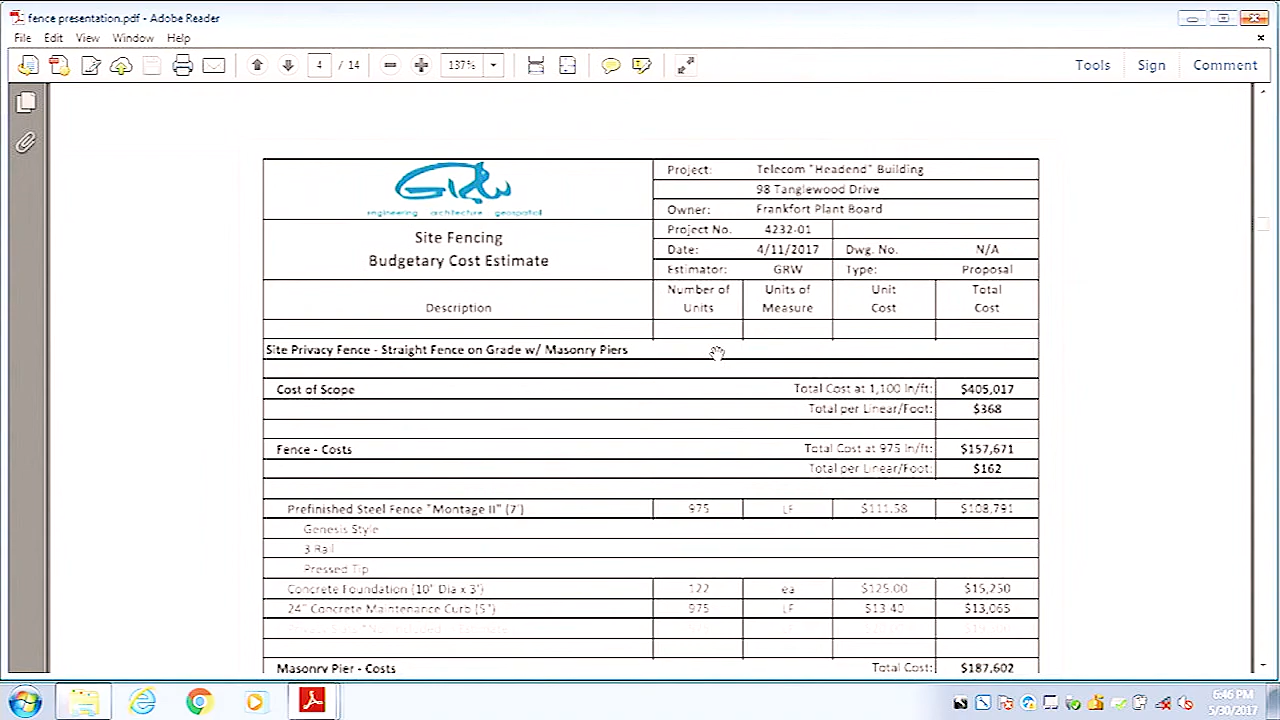 fence presentation.pdf - Adobe Reader
File Edit View Window Help
4 / 14 137% Tools Sign Comment
GRW
engineering architecture geospatial
Project: Telecom "Headend" Building
98 Tanglewood Drive
Owner: Frankfort Plant Board
Site Fencing
Budgetary Cost Estimate
Project No. 4232-01
Date: 4/11/2017 Dwg. No. N/A
Estimator: GRW Type: Proposal
Description Number of Units Units of Measure Unit Cost Total Cost
Site Privacy Fence - Straight Fence on Grade w/ Masonry Piers
Cost of Scope Total Cost at 1,100 ln/ft: $405,017
Total per Linear/Foot: $368
Fence - Costs Total Cost at 975 ln/ft: $157,671
Total per Linear/Foot: $162
Prefinished Steel Fence "Montage II" (7') 975 LF $111.58 $108,791
Genesis Style
3 Rail
Pressed Tip
Concrete Foundation (10" Dia x 3') 122 ea $125.00 $15,250
24" Concrete Maintenance Curb (5") 975 LF $13.40 $13,065
Masonry Pier - Costs Total Cost: $187,602
6:46 PM
5/30/2017